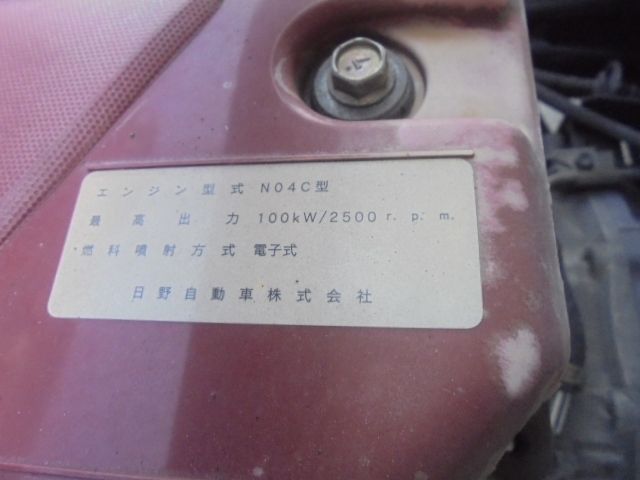 エンジン型式 N04C型
最高出力 100kW/2500 r.p.m.
燃料噴射方式 電子式
日野自動車株式会社